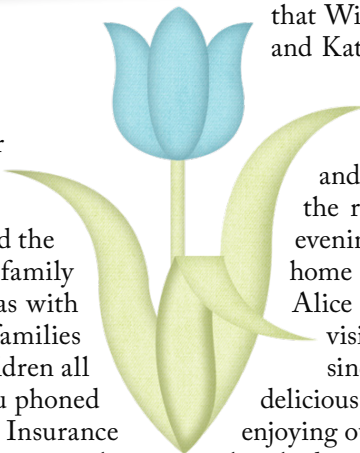 d the
family
as with
families
dren all
u phoned
Insurance
that Wi
and Kat
and
the r
evenin
home
Alice
visi
sinc
delicious
enjoying o